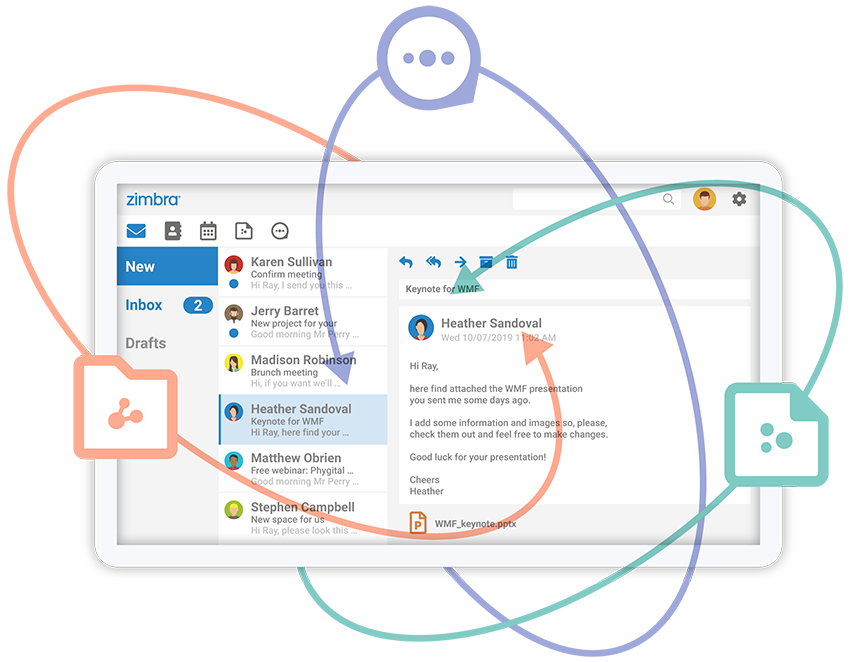 zimbra
New
Inbox
2
Drafts
Karen Sullivan
Confirm meeting
Hi Ray, I send you this ...
Jerry Barret
New project for your
Good morning Mr Perry ...
Madison Robinson
Brunch meeting
Hi, if you want we'll ...
Heather Sandoval
Keynote for WMF
Hi Ray, here find your ...
Matthew Obrien
Free webinar: Phygital ...
Good morning Mr Perry ...
Stephen Campbell
New space for us
Hi Ray, please look this ...
Keynote for WMF
Heather Sandoval
Wed 10/07/2019 11:02 AM
Hi Ray,
here find attached the WMF presentation
you sent me some days ago.
I add some information and images so, please,
check them out and feel free to make changes.
Good luck for your presentation!
Cheers
Heather
P
WMF_keynote.pptx